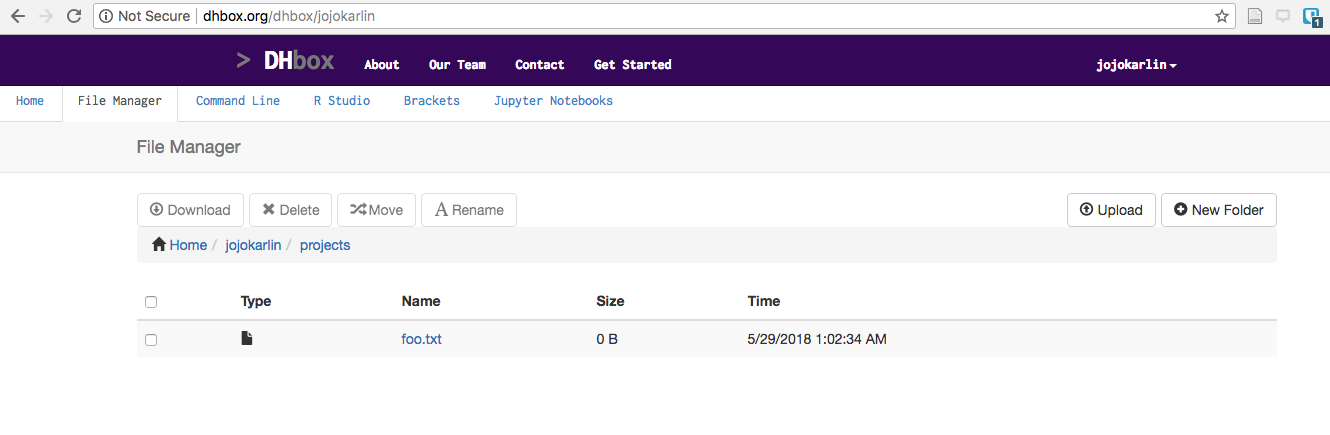 Not Secure | dhbox.org/dhbox/jojokarlin
1
> DHbox About Our Team Contact Get Started jojokarlin
Home File Manager Command Line R Studio Brackets Jupyter Notebooks
File Manager
Download Delete Move A Rename Upload New Folder
Home / jojokarlin / projects
Type Name Size Time
foo.txt 0 B 5/29/2018 1:02:34 AM